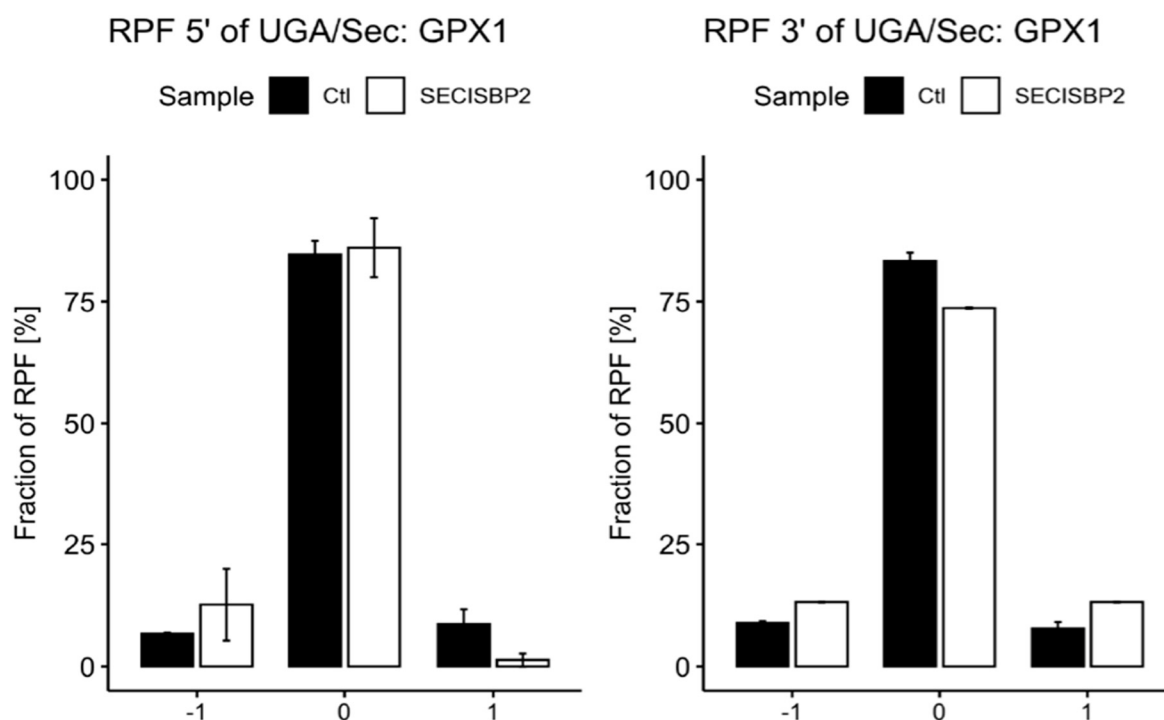 RPF 5' of UGA/Sec: GPX1
Sample Ctl SECISBP2
Fraction of RPF [%]
100
75
50
25
0
-1 0 1
RPF 3' of UGA/Sec: GPX1
Sample Ctl SECISBP2
Fraction of RPF [%]
100
75
50
25
0
-1 0 1